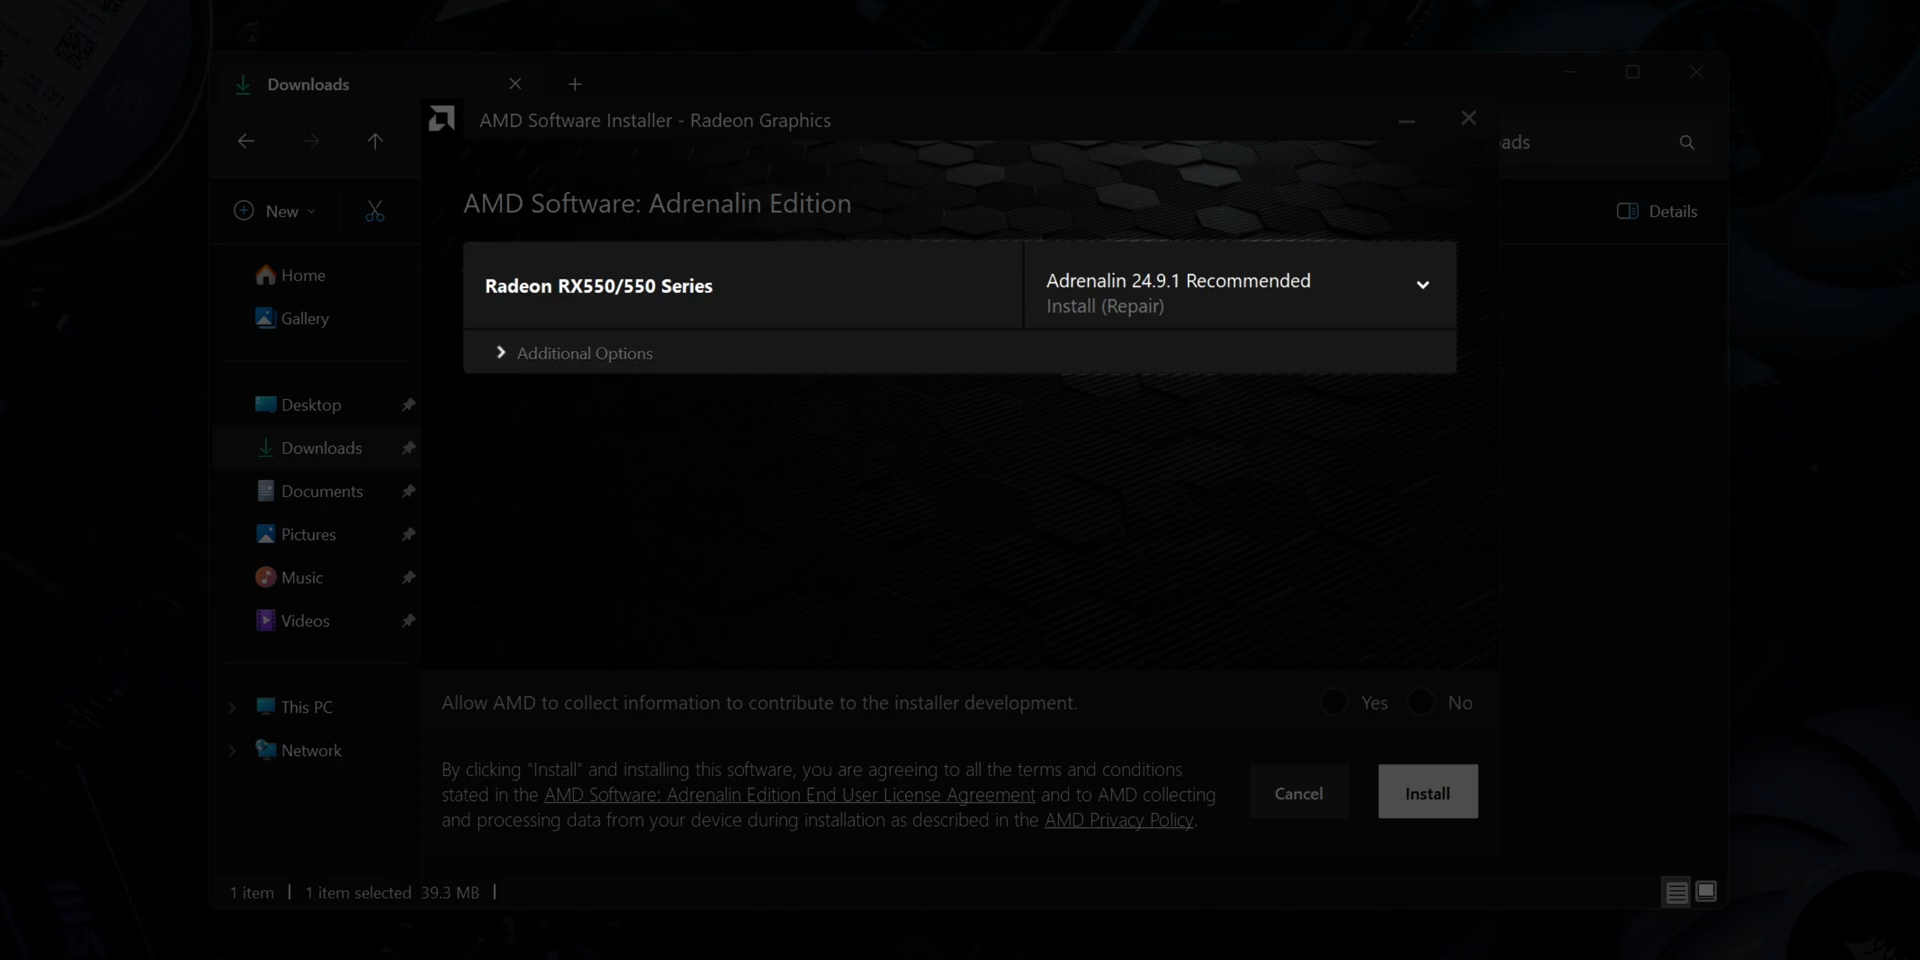 Downloads
AMD Software Installer - Radeon Graphics
ads
New
Details
AMD Software: Adrenalin Edition
Radeon RX550/550 Series
Adrenalin 24.9.1 Recommended
Install (Repair)
Additional Options
Home
Gallery
Desktop
Downloads
Documents
Pictures
Music
Videos
This PC
Network
Allow AMD to collect information to contribute to the installer development.
Yes
No
By clicking "Install" and installing this software, you are agreeing to all the terms and conditions
stated in the AMD Software: Adrenalin Edition End User License Agreement and to AMD collecting
and processing data from your device during installation as described in the AMD Privacy Policy.
Cancel
Install
1 item
1 item selected 39.3 MB